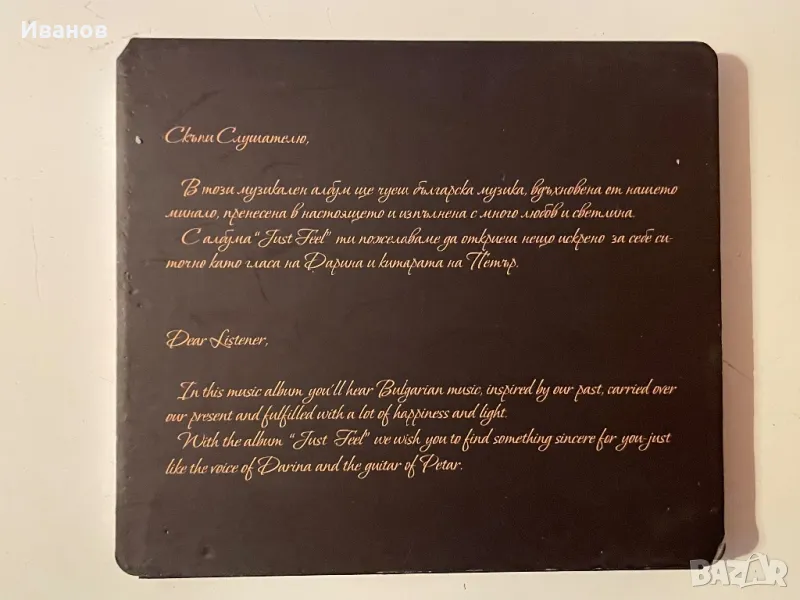 Иванов
Скъпи Слушателю,
В този музикален албум ще чуеш българска музика, вдъхновена от нашето
минало, пренесена в настоящето и изпълнена с много любов и светлина.
С албума "Just Feel" ти пожелаваме да откриеш нещо искрено за себе си-
точно като гласа на Дарина и китарата на Петър.
Dear Listener,
In this music album you'll hear Bulgarian music, inspired by our past, carried over
our present and fulfilled with a lot of happiness and light.
With the album "Just Feel" we wish you to find something sincere for you-just
like the voice of Darina and the guitar of Petar.
BAZAR